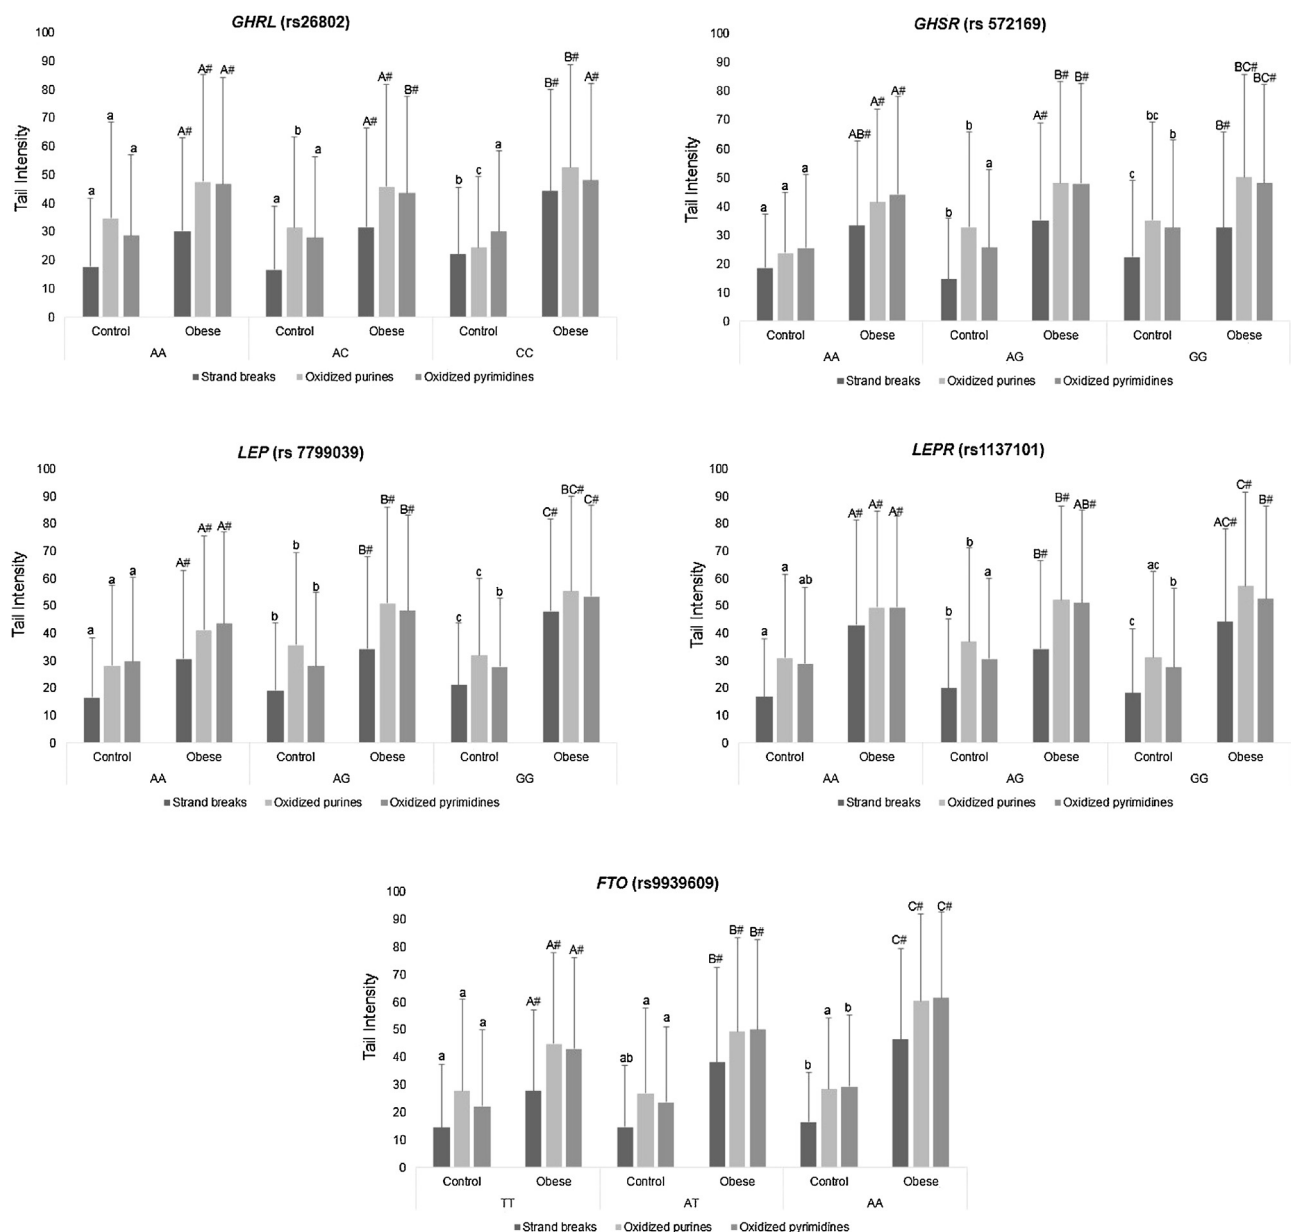 GHRL (rs26802)
100
90
80
70
60
50
40
30
20
10
0
Tail Intensity
a a a A# A# A# a b a A# A# B# b c a B# B# A#
Control Obese Control Obese Control Obese
AA AC CC
Strand breaks Oxidized purines Oxidized pyrimidines
GHSR (rs 572169)
100
90
80
70
60
50
40
30
20
10
0
Tail Intensity
a a a AB# A# A# b b a A# B# B# c bc b B# BC# BC#
Control Obese Control Obese Control Obese
AA AG GG
Strand breaks Oxidized purines Oxidized pyrimidines
LEP (rs 7799039)
100
90
80
70
60
50
40
30
20
10
0
Tail Intensity
a a a A# A# A# b b b B# B# B# c c b C# BC# C#
Control Obese Control Obese Control Obese
AA AG GG
Strand breaks Oxidized purines Oxidized pyrimidines
LEPR (rs1137101)
100
90
80
70
60
50
40
30
20
10
0
Tail Intensity
a a ab A# A# A# b b a B# B# AB# c ac b AC# C# B#
Control Obese Control Obese Control Obese
AA AG GG
Strand breaks Oxidized purines Oxidized pyrimidines
FTO (rs9939609)
100
90
80
70
60
50
40
30
20
10
0
Tail Intensity
a a a A# A# A# ab a a B# B# B# b a b C# C# C#
Control Obese Control Obese Control Obese
TT AT AA
Strand breaks Oxidized purines Oxidized pyrimidines